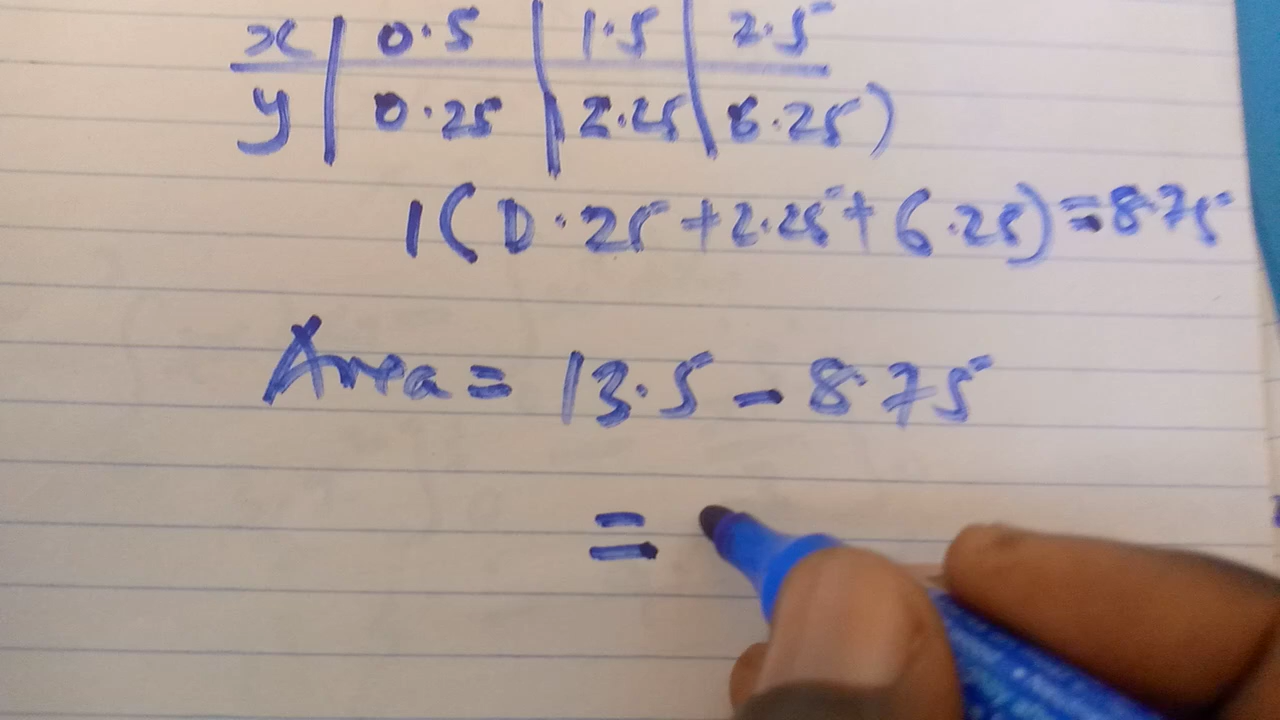 x | 0.5 | 1.5 | 2.5
y | 0.25 | 2.25 | 6.25)
1(0.25+2.25+6.25)=8.75
Area = 13.5 - 8.75
=